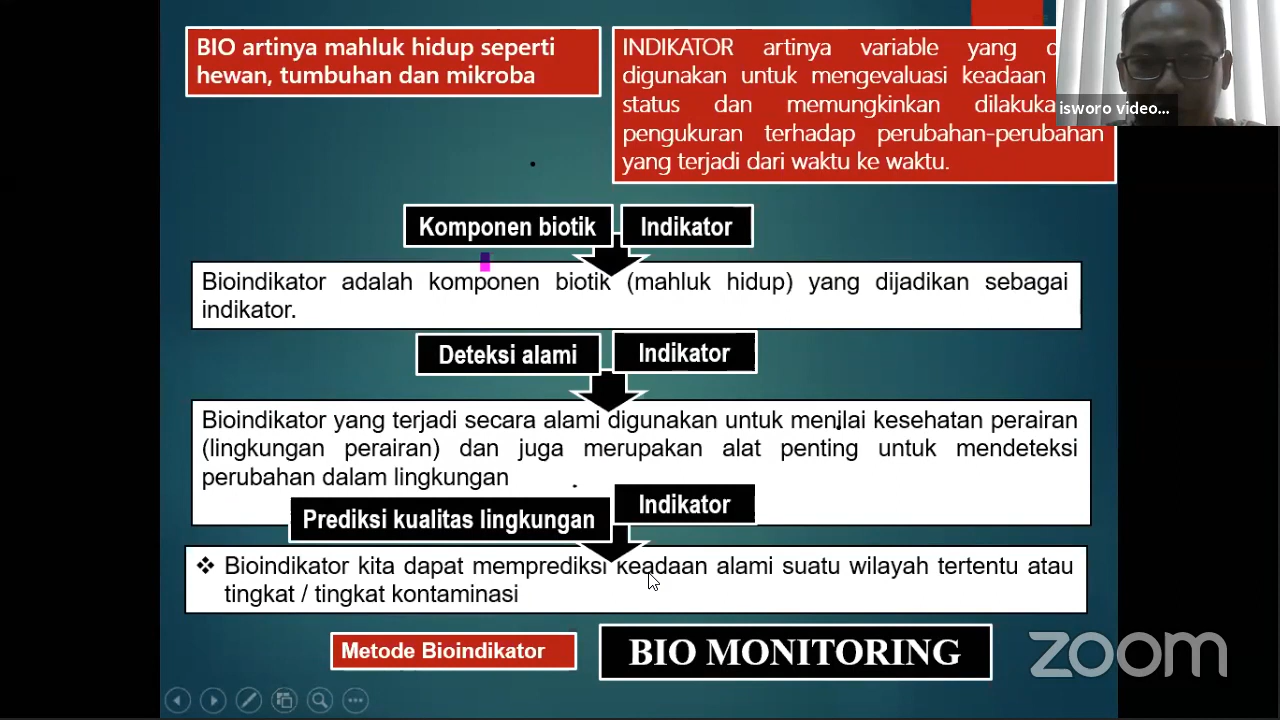 BIO artinya mahluk hidup seperti
hewan, tumbuhan dan mikroba
INDIKATOR artinya variable yang
digunakan untuk mengevaluasi keadaan
status dan memungkinkan
pengukuran terhadap perubahan-perubahan
yang terjadi dari waktu ke waktu.
isworo video...
Komponen biotik
Indikator
Bioindikator adalah komponen biotik (mahluk hidup) yang dijadikan sebagai
indikator.
Deteksi alami
Indikator
Bioindikator yang terjadi secara alami digunakan untuk menilai kesehatan perairan
(lingkungan perairan) dan juga merupakan alat penting untuk mendeteksi
perubahan dalam lingkungan
Prediksi kualitas lingkungan
Indikator
❖ Bioindikator kita dapat memprediksi keadaan alami suatu wilayah tertentu atau
tingkat / tingkat kontaminasi
Metode Bioindikator
BIO MONITORING
zoom